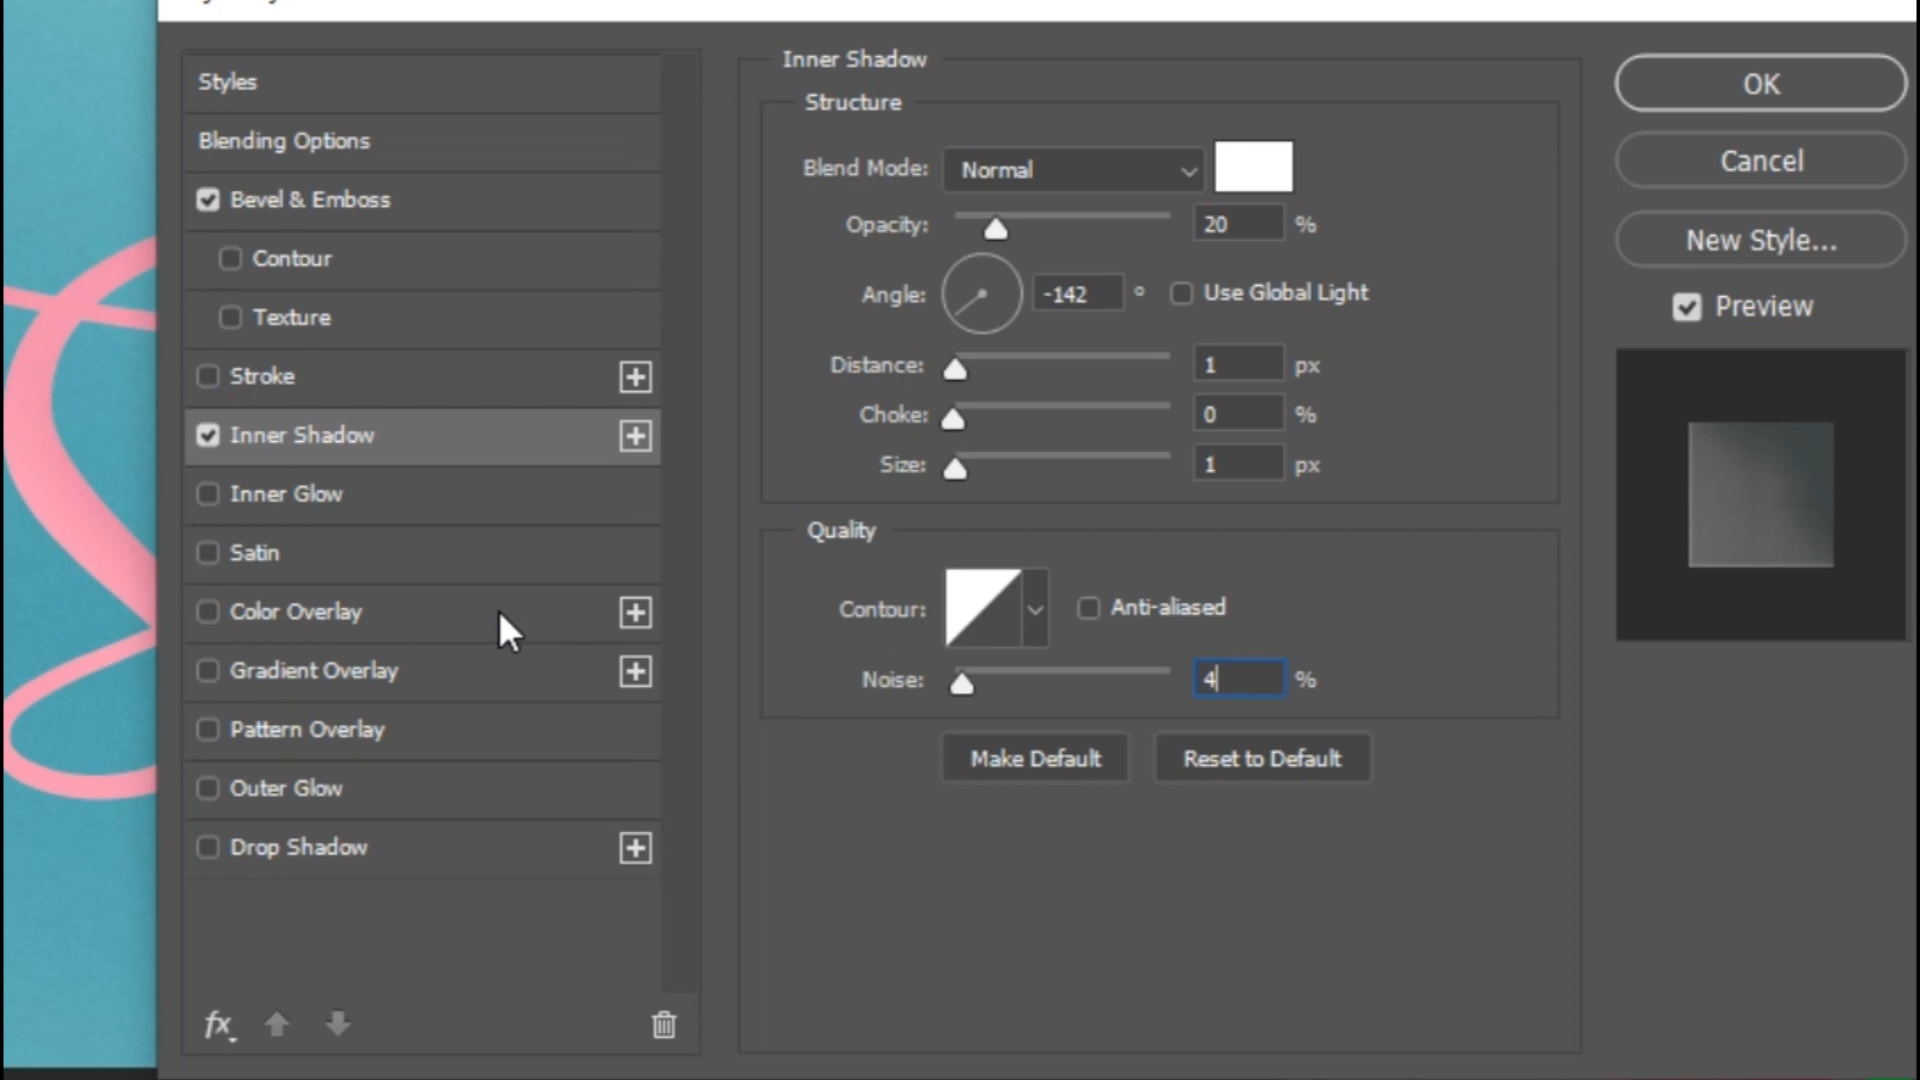 Styles
Blending Options
Bevel & Emboss
Contour
Texture
Stroke
Inner Shadow
Inner Glow
Satin
Color Overlay
Gradient Overlay
Pattern Overlay
Outer Glow
Drop Shadow
fx
Inner Shadow
Structure
Blend Mode: Normal
Opacity: 20 %
Angle: -142 ° Use Global Light
Distance: 1 px
Choke: 0 %
Size: 1 px
Quality
Contour: Anti-aliased
Noise: 4 %
Make Default Reset to Default
OK
Cancel
New Style...
Preview